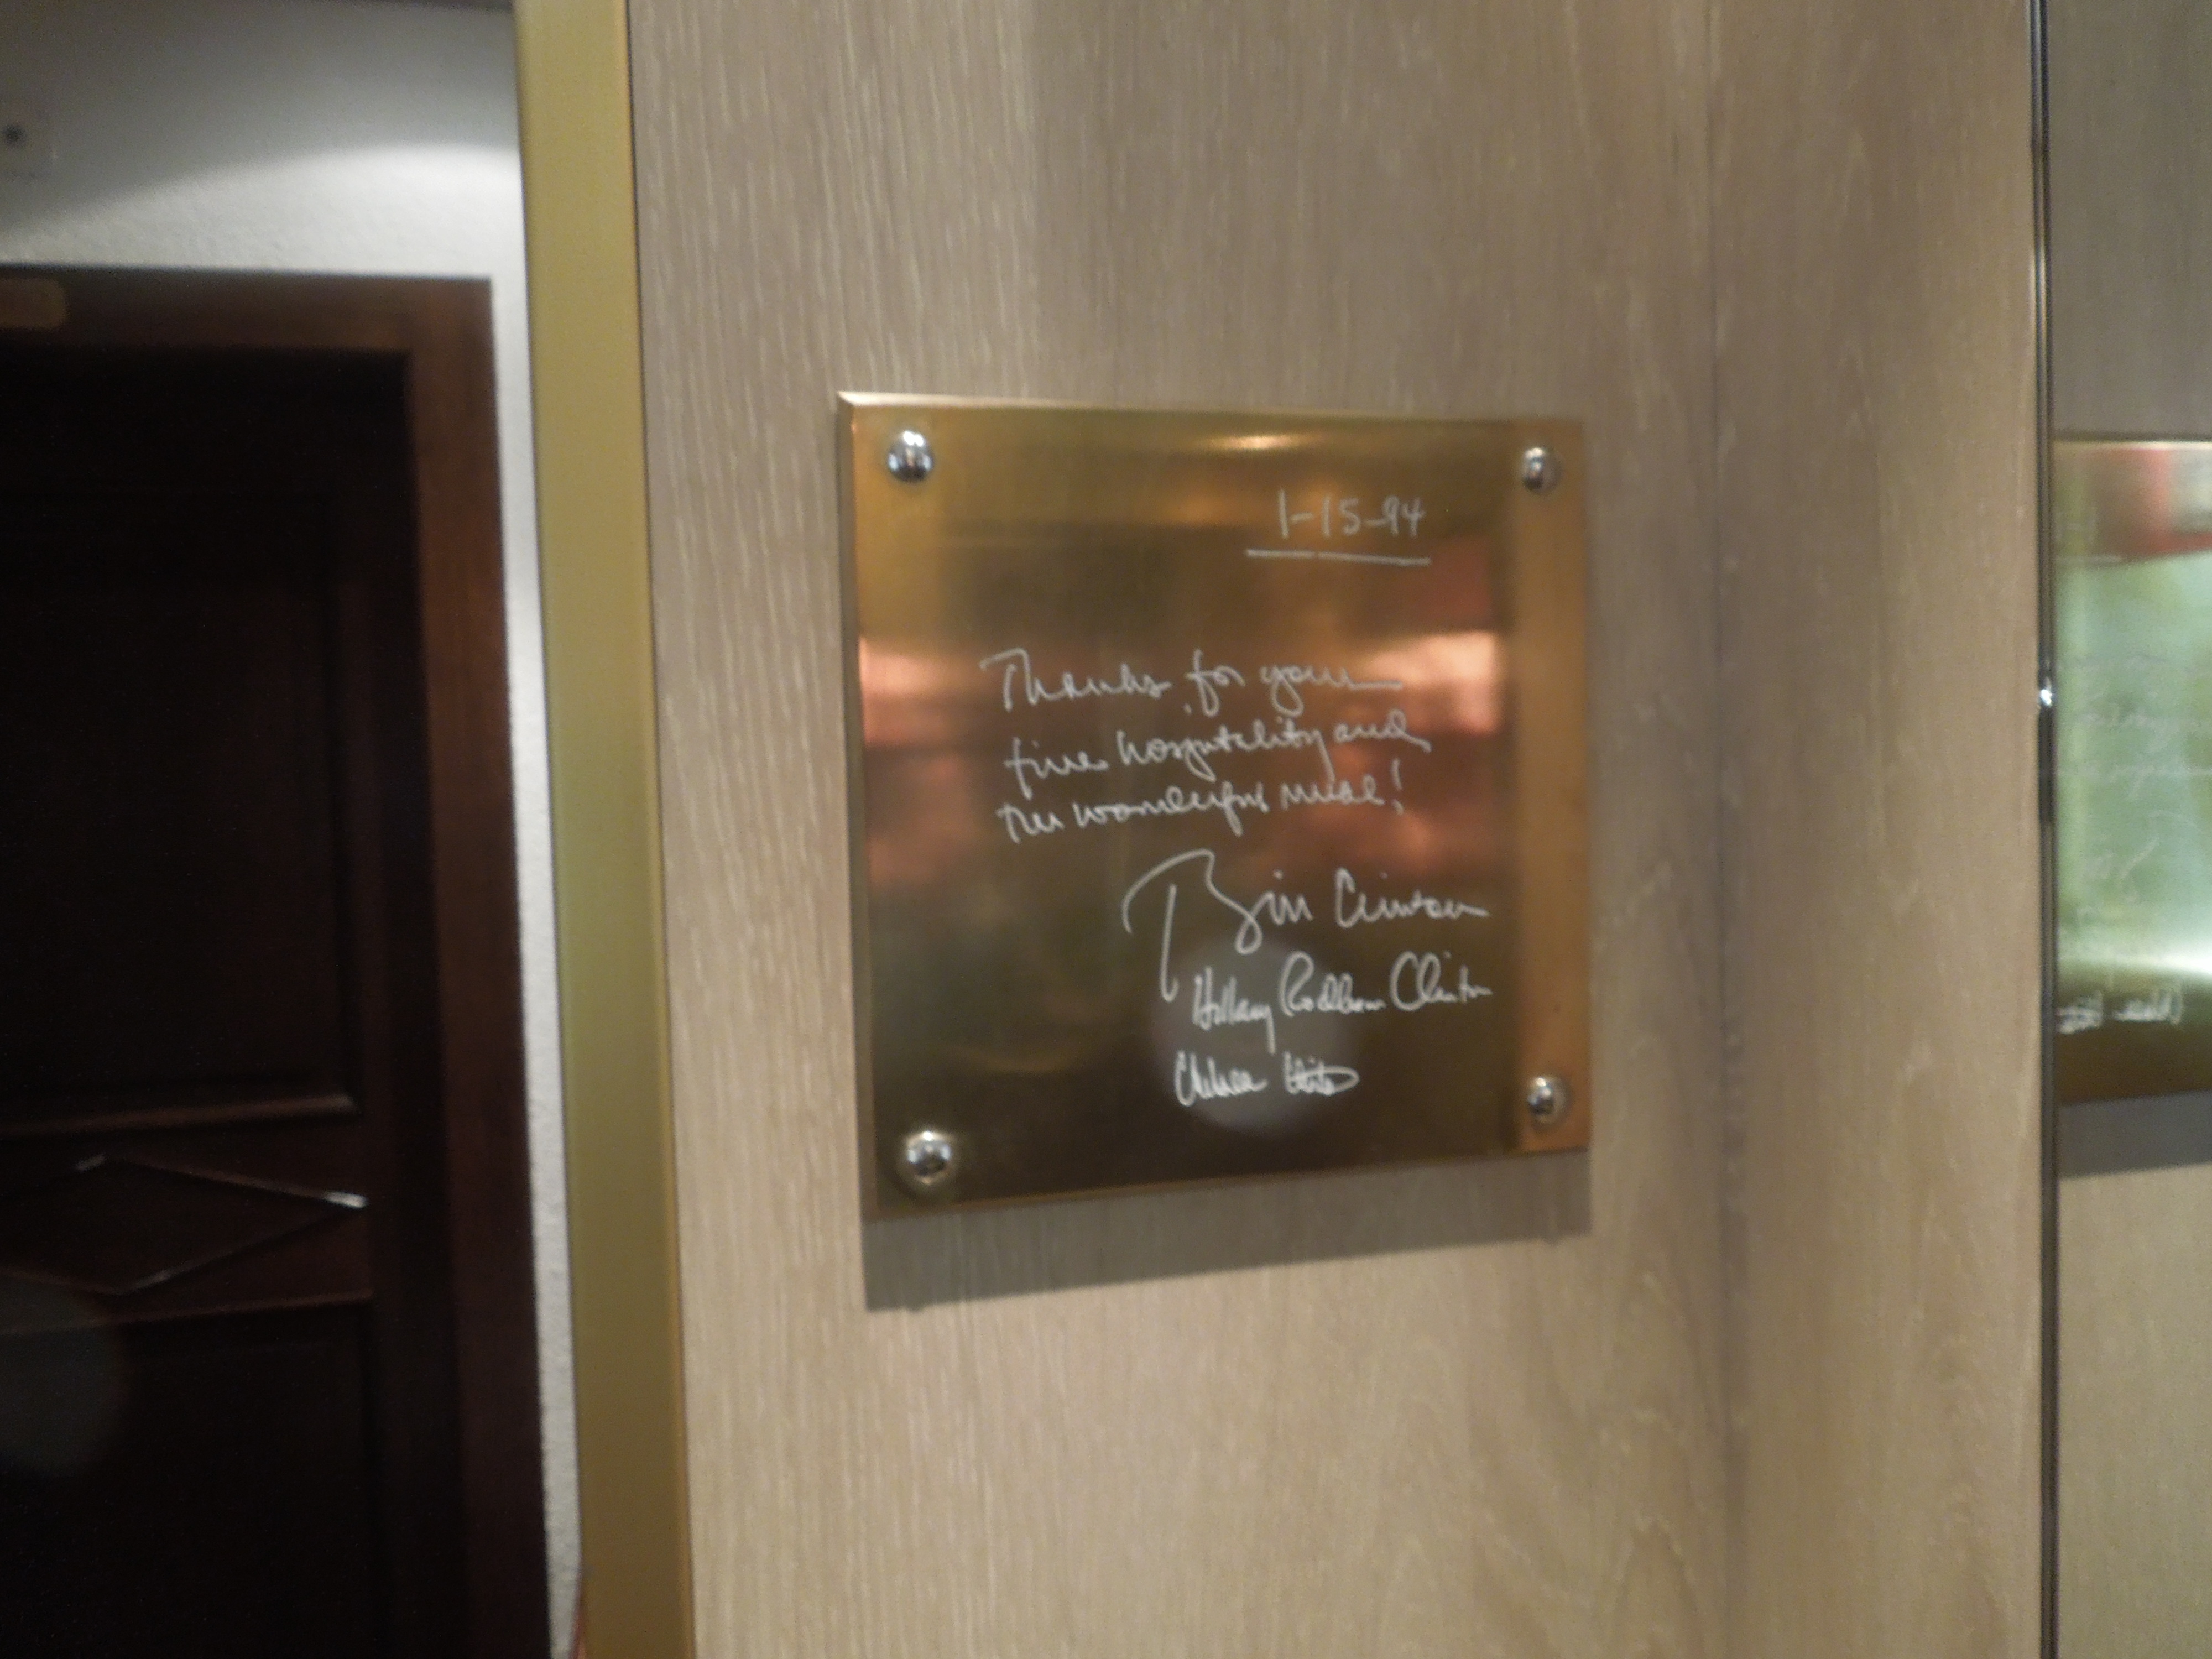 1-15-94
Thanks for your
fine hospitality and
the wonderful meal!
Bill Clinton
Hillary Rodham Clinton
Chelsea Clinton